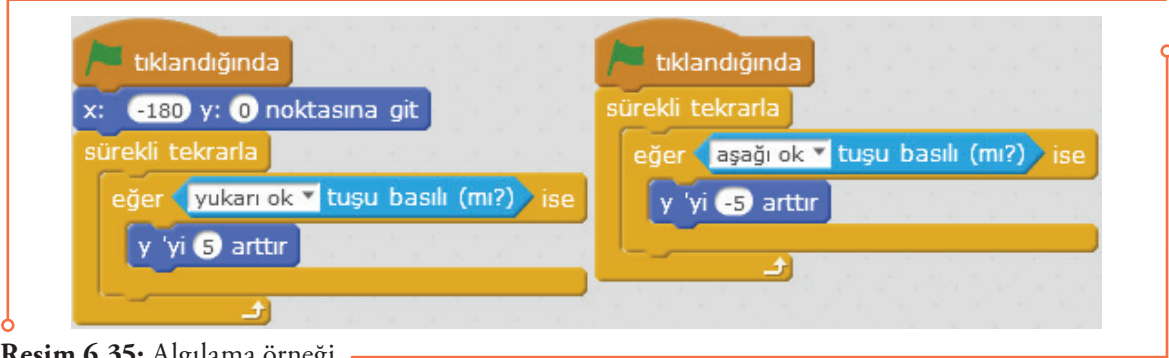 tıklandığında
x: -180 y: 0 noktasına git
sürekli tekrarla
eğer yukarı ok tuşu basılı (mı?) ise
y 'yi 5 arttır
tıklandığında
sürekli tekrarla
eğer aşağı ok tuşu basılı (mı?) ise
y 'yi -5 arttır
Resim 6.35: Algılama örneği